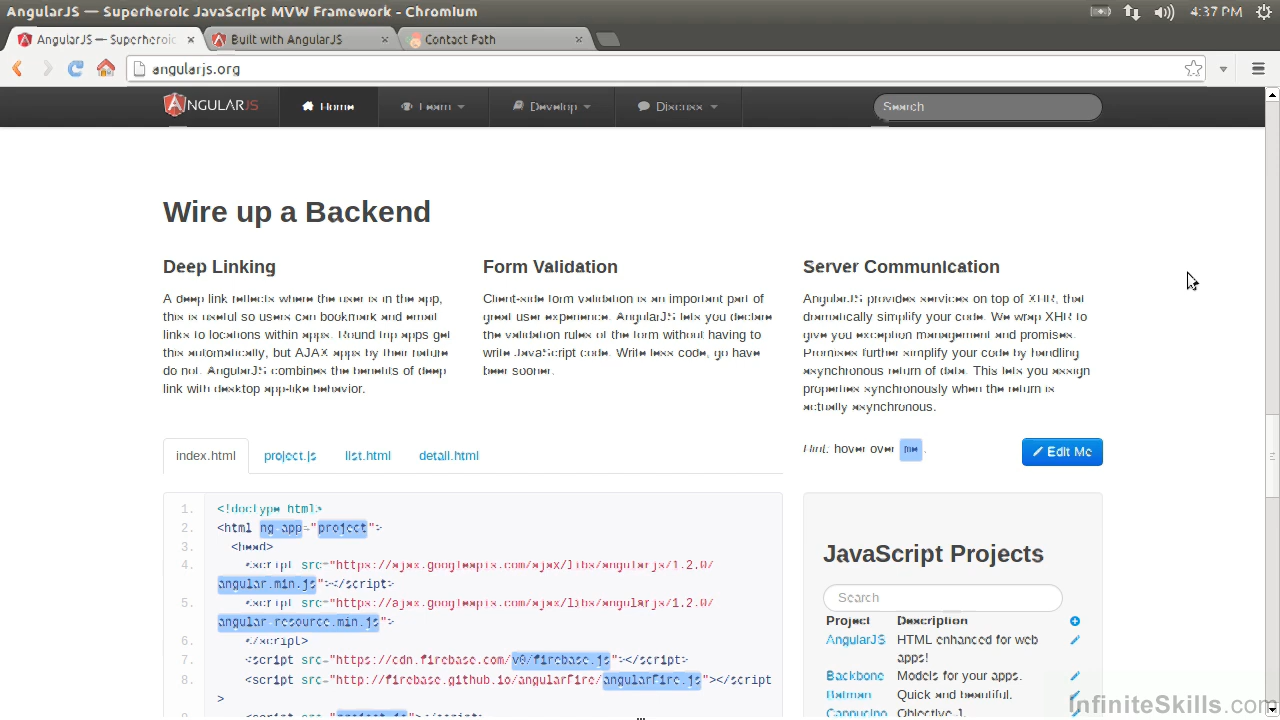 AngularJS — Superheroic JavaScript MVW Framework - Chromium
4:37 PM
AngularJS — Superheroic
Built with AngularJS
Contact Path
angularjs.org
ANGULARJS
Home
Learn
Develop
Discuss
Search
Wire up a Backend
Deep Linking
A deep link reflects where the user is in the app,
this is useful so users can bookmark and email
links to locations within apps. Round trip apps get
this automatically, but AJAX apps by their nature
do not. AngularJS combines the benefits of deep
link with desktop app-like behavior.
Form Validation
Client-side form validation is an important part of
great user experience. AngularJS lets you declare
the validation rules of the form without having to
write JavaScript code. Write less code, go have
beer sooner.
Server Communication
AngularJS provides services on top of XHR, that
dramatically simplify your code. We wrap XHR to
give you exception management and promises.
Promises further simplify your code by handling
asynchronous return of data. This lets you assign
properties synchronously when the return is
actually asynchronous.
index.html
project.js
list.html
detail.html
Hint: hover over me .
Edit Me
1. <!doctype html>
2. <html ng-app="project">
3. <head>
4. <script src="https://ajax.googleapis.com/ajax/libs/angularjs/1.2.0/
angular.min.js"></script>
5. <script src="https://ajax.googleapis.com/ajax/libs/angularjs/1.2.0/
angular-resource.min.js">
6. </script>
7. <script src="https://cdn.firebase.com/v0/firebase.js"></script>
8. <script src="http://firebase.github.io/angularFire/angularFire.js"></script
>
9. <script src="project.js"></script>
JavaScript Projects
Search
Project Description
AngularJS HTML enhanced for web
apps!
Backbone Models for your apps.
Batman Quick and beautiful.
Cappucino Objective-J.
InfiniteSkills.com